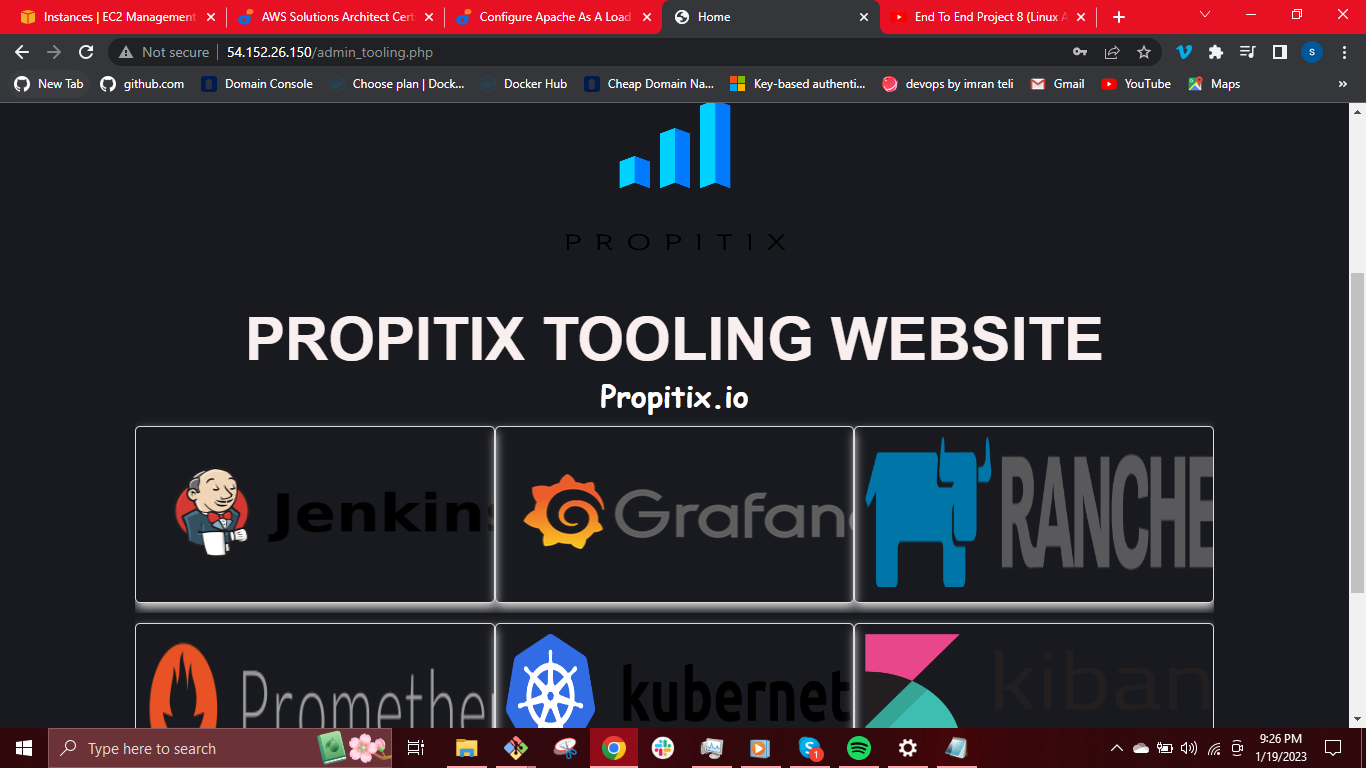 Instances | EC2 Management
AWS Solutions Architect Cert
Configure Apache As A Load
Home
End To End Project 8 (Linux A
Not secure
54.152.26.150/admin_tooling.php
S
New Tab
github.com
Domain Console
Choose plan | Dock...
Docker Hub
Cheap Domain Na...
Key-based authenti...
devops by imran teli
Gmail
YouTube
Maps
»
PROPITIX
PROPITIX TOOLING WEBSITE
Propitix.io
Jenkins
Grafana
RANCHE
Promethe
kubernet
kiban
Type here to search
1
9:26 PM
1/19/2023